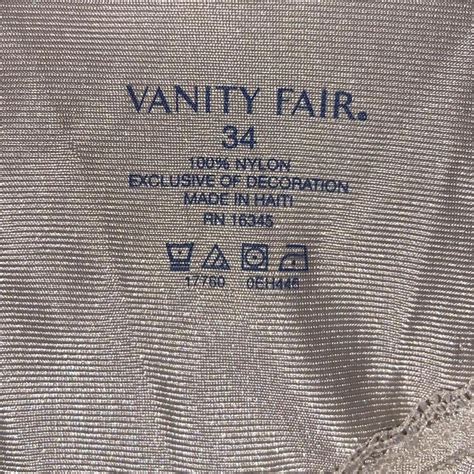 VANITY FAIR®
34
100% NYLON
EXCLUSIVE OF DECORATION
MADE IN HAITI
RN 16345
17760 0EH446